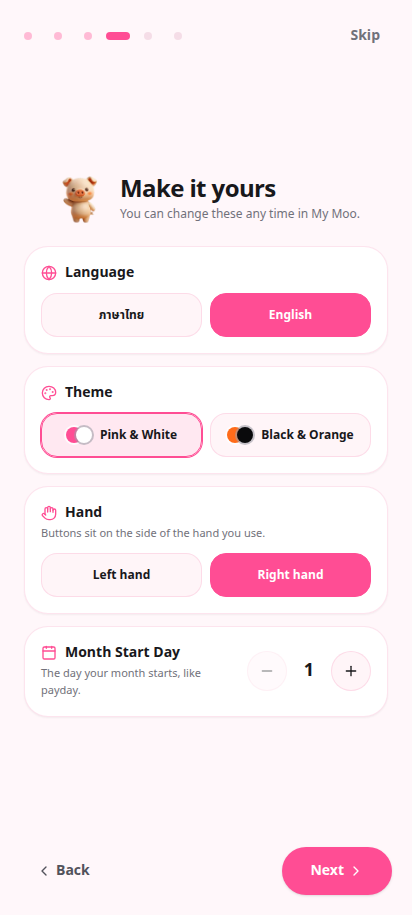 Skip
Make it yours
You can change these any time in My Moo.
Language
ภาษาไทย
English
Theme
Pink & White
Black & Orange
Hand
Buttons sit on the side of the hand you use.
Left hand
Right hand
Month Start Day
The day your month starts, like
payday.
− 1 +
Back
Next